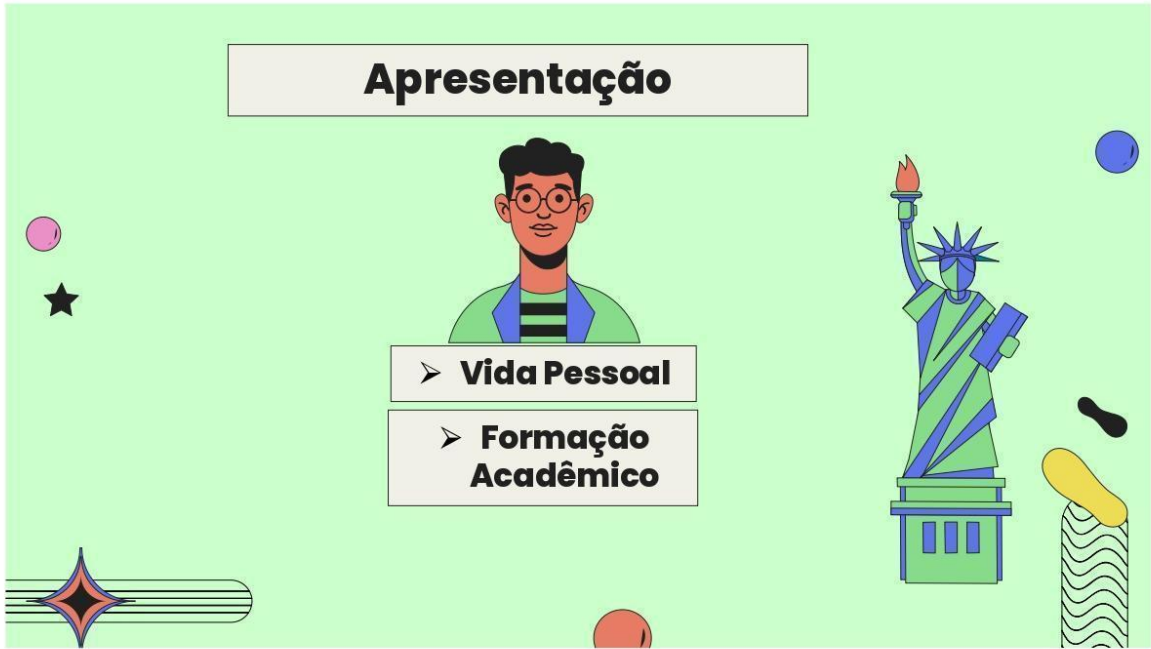 Apresentação
➢ Vida Pessoal
➢ Formação
Acadêmico